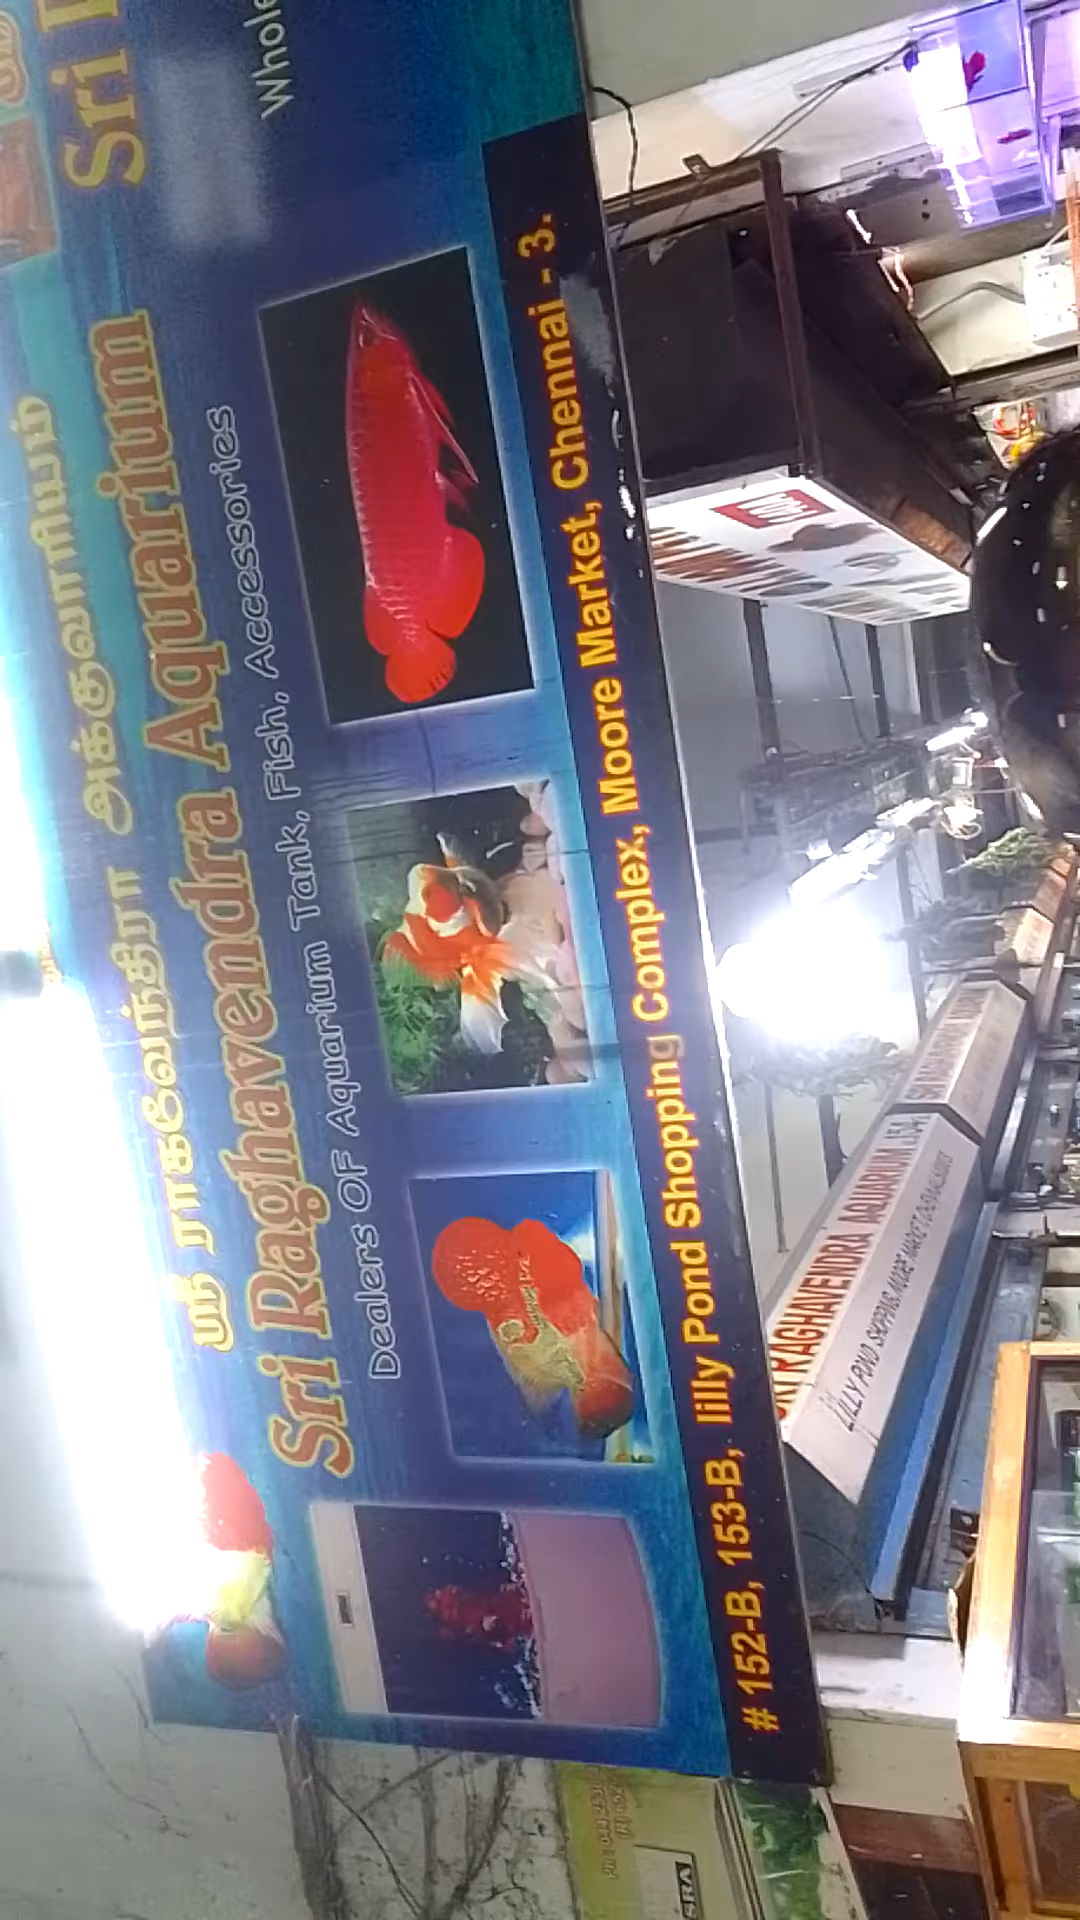 ஸ்ரீ ராகவேந்திரா அக்குவாரியம்
Sri Raghavendra Aquarium
Dealers OF Aquarium Tank, Fish, Accessories
# 152-B, 153-B, lilly Pond Shopping Complex, Moore Market, Chennai - 3.
Sri
Whole
RAGHAVENDRA AQUARIUM
LILLY POND SHOPPING
SRA